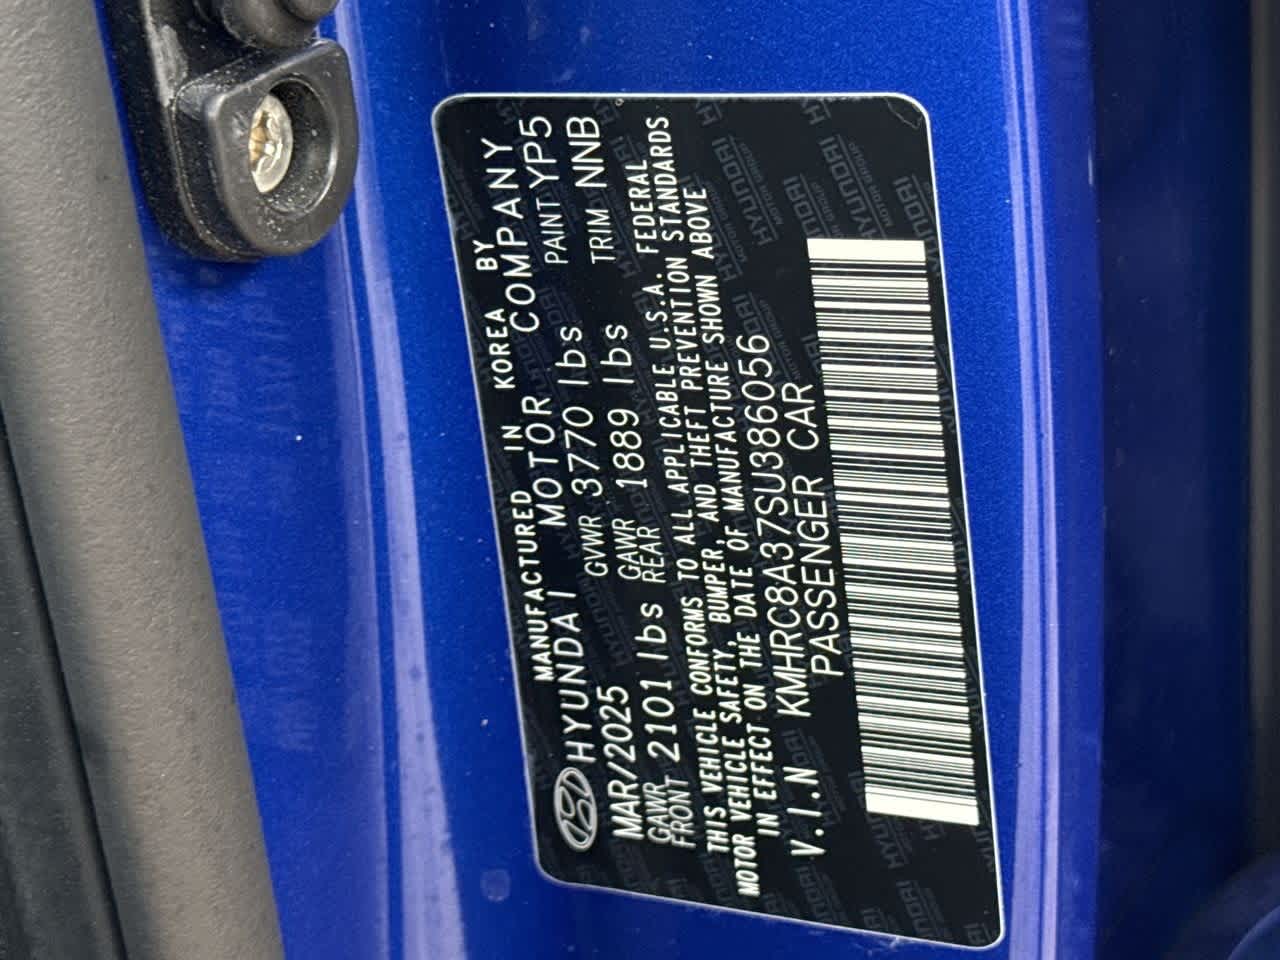 MANUFACTURED IN KOREA BY
HYUNDAI MOTOR COMPANY
MAR/2025 GVWR 3770 lbs PAINT YP5
GAWR FRONT 2101 lbs GAWR REAR 1889 lbs TRIM NNB
THIS VEHICLE CONFORMS TO ALL APPLICABLE U.S.A. FEDERAL
MOTOR VEHICLE SAFETY, BUMPER, AND THEFT PREVENTION STANDARDS
IN EFFECT ON THE DATE OF MANUFACTURE SHOWN ABOVE
V.I.N KMHRC8A37SU386056
PASSENGER CAR